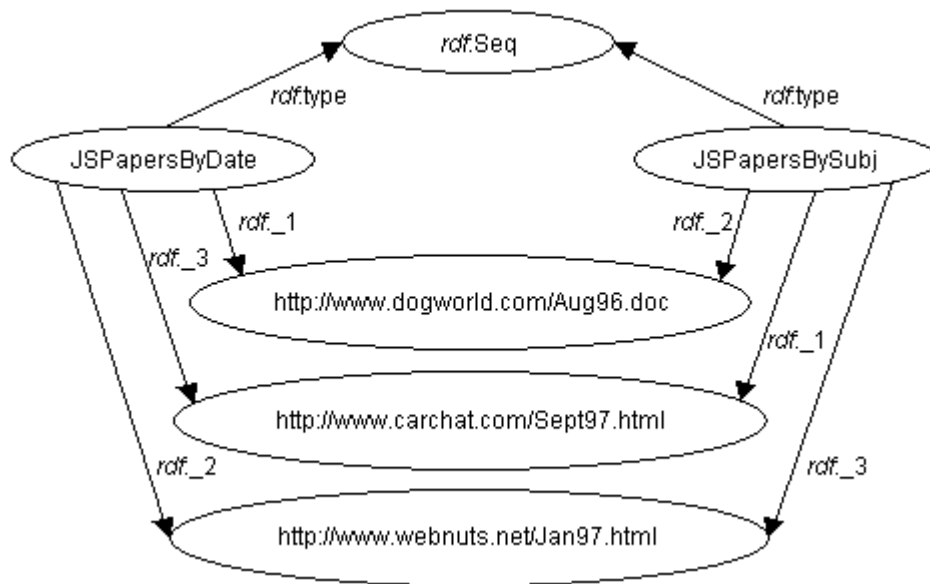 rdf:Seq
rdf:type
rdf:type
JSPapersByDate
JSPapersBySubj
rdf:_1
rdf:_2
rdf:_3
http://www.dogworld.com/Aug96.doc
rdf:_1
http://www.carchat.com/Sept97.html
rdf:_2
rdf:_3
http://www.webnuts.net/Jan97.html